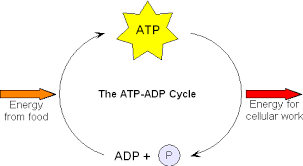 ATP
The ATP-ADP Cycle
Energy
from food
Energy for
cellular work
ADP + P